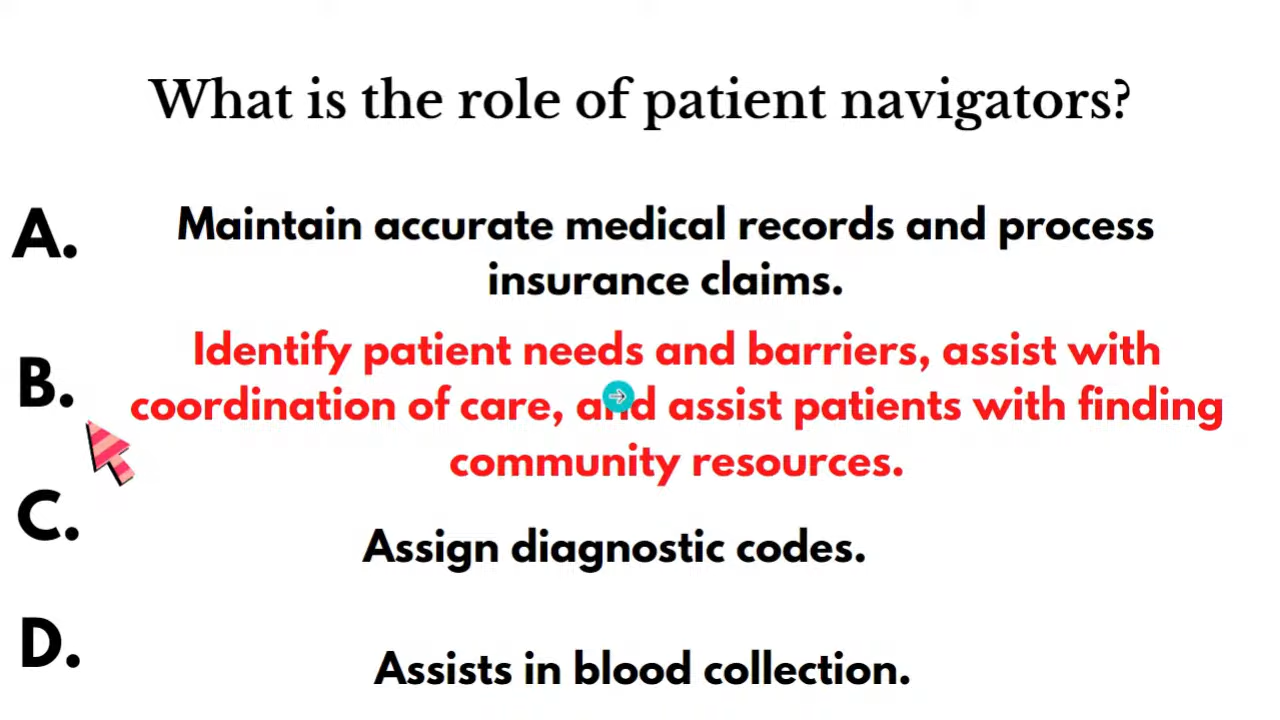 What is the role of patient navigators?
A.
Maintain accurate medical records and process
insurance claims.
B.
Identify patient needs and barriers, assist with
coordination of care, and assist patients with finding
community resources.
C.
Assign diagnostic codes.
D.
Assists in blood collection.